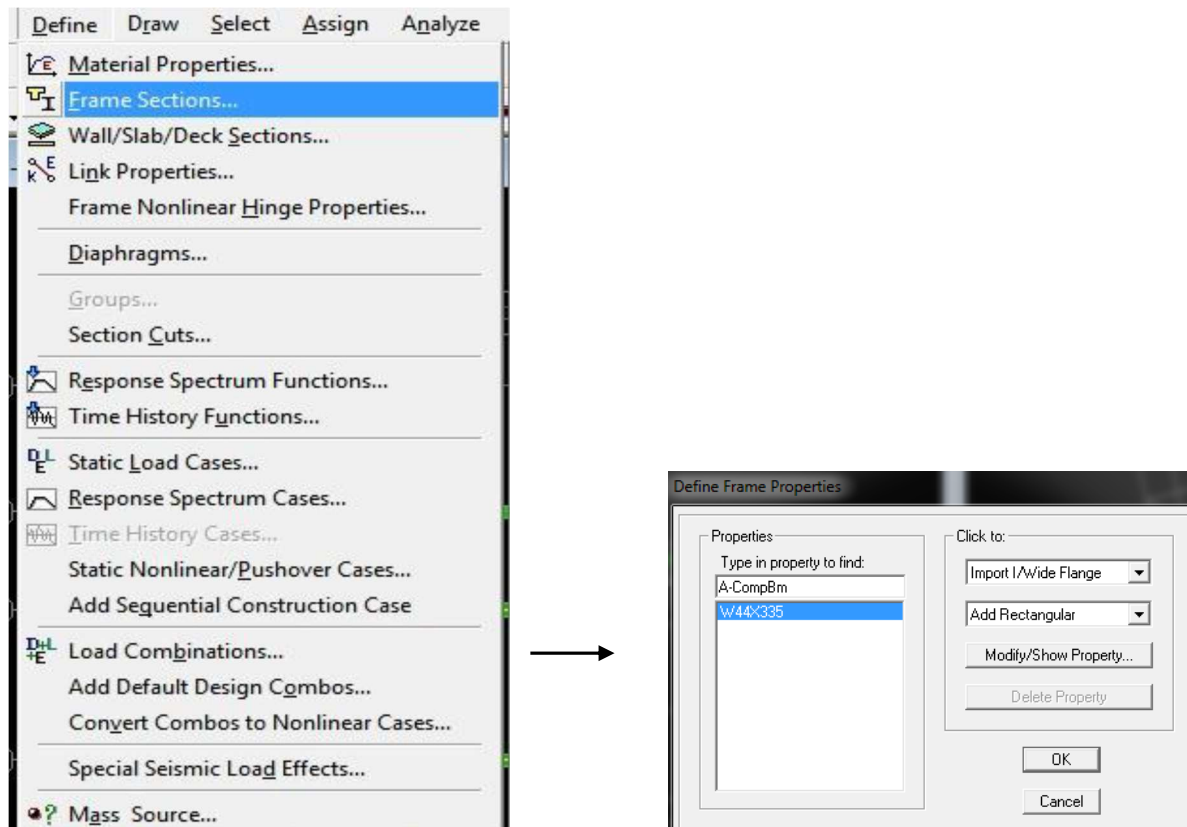 Define Draw Select Assign Analyze
Material Properties...
Frame Sections...
Wall/Slab/Deck Sections...
Link Properties...
Frame Nonlinear Hinge Properties...
Diaphragms...
Groups...
Section Cuts...
Response Spectrum Functions...
Time History Functions...
Static Load Cases...
Response Spectrum Cases...
Time History Cases...
Static Nonlinear/Pushover Cases...
Add Sequential Construction Case
Load Combinations...
Add Default Design Combos...
Convert Combos to Nonlinear Cases...
Special Seismic Load Effects...
Mass Source...
Define Frame Properties
Properties
Type in property to find:
A-CompBm
W44X335
Click to:
Import I/Wide Flange
Add Rectangular
Modify/Show Property...
Delete Property
OK
Cancel